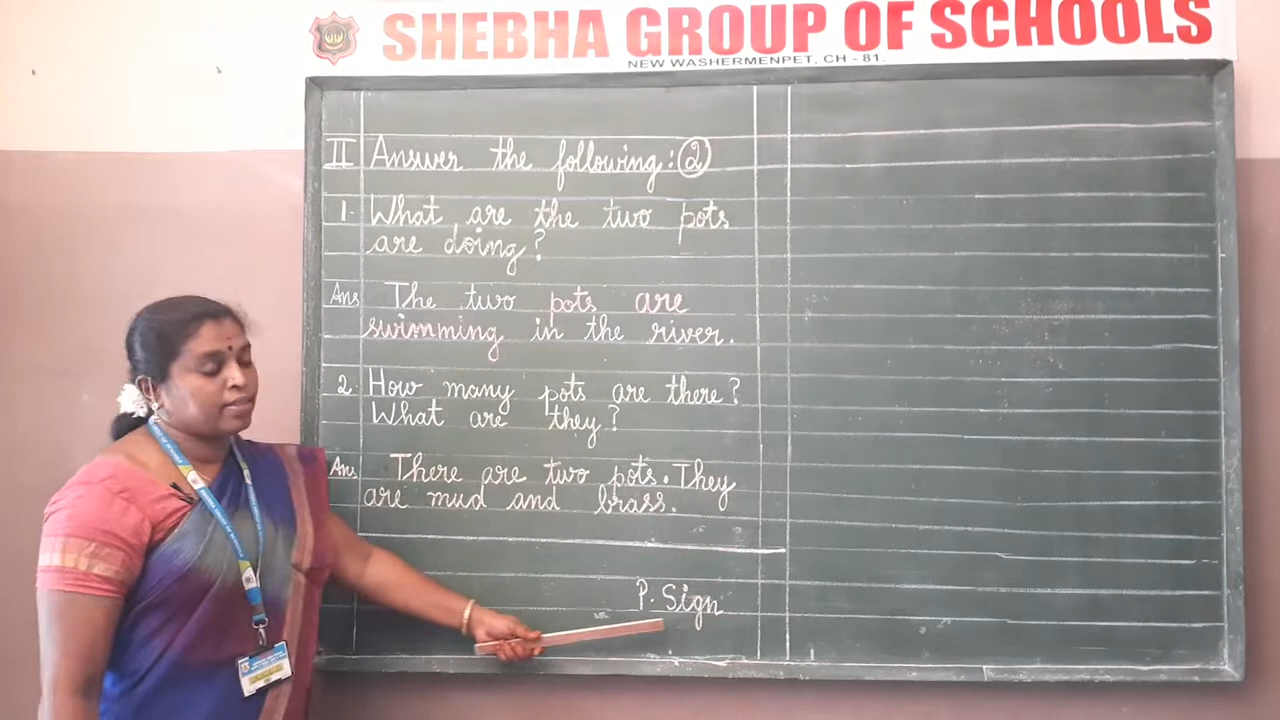 SHEBHA GROUP OF SCHOOLS
NEW WASHERMENPET, CH - 81.
II Answer the following: 2
1. What are the two pots
are doing?
Ans The two pots are
swimming in the river.
2 How many pots are there?
What are they?
Ans There are two pots. They
are mud and brass.
P. Sign